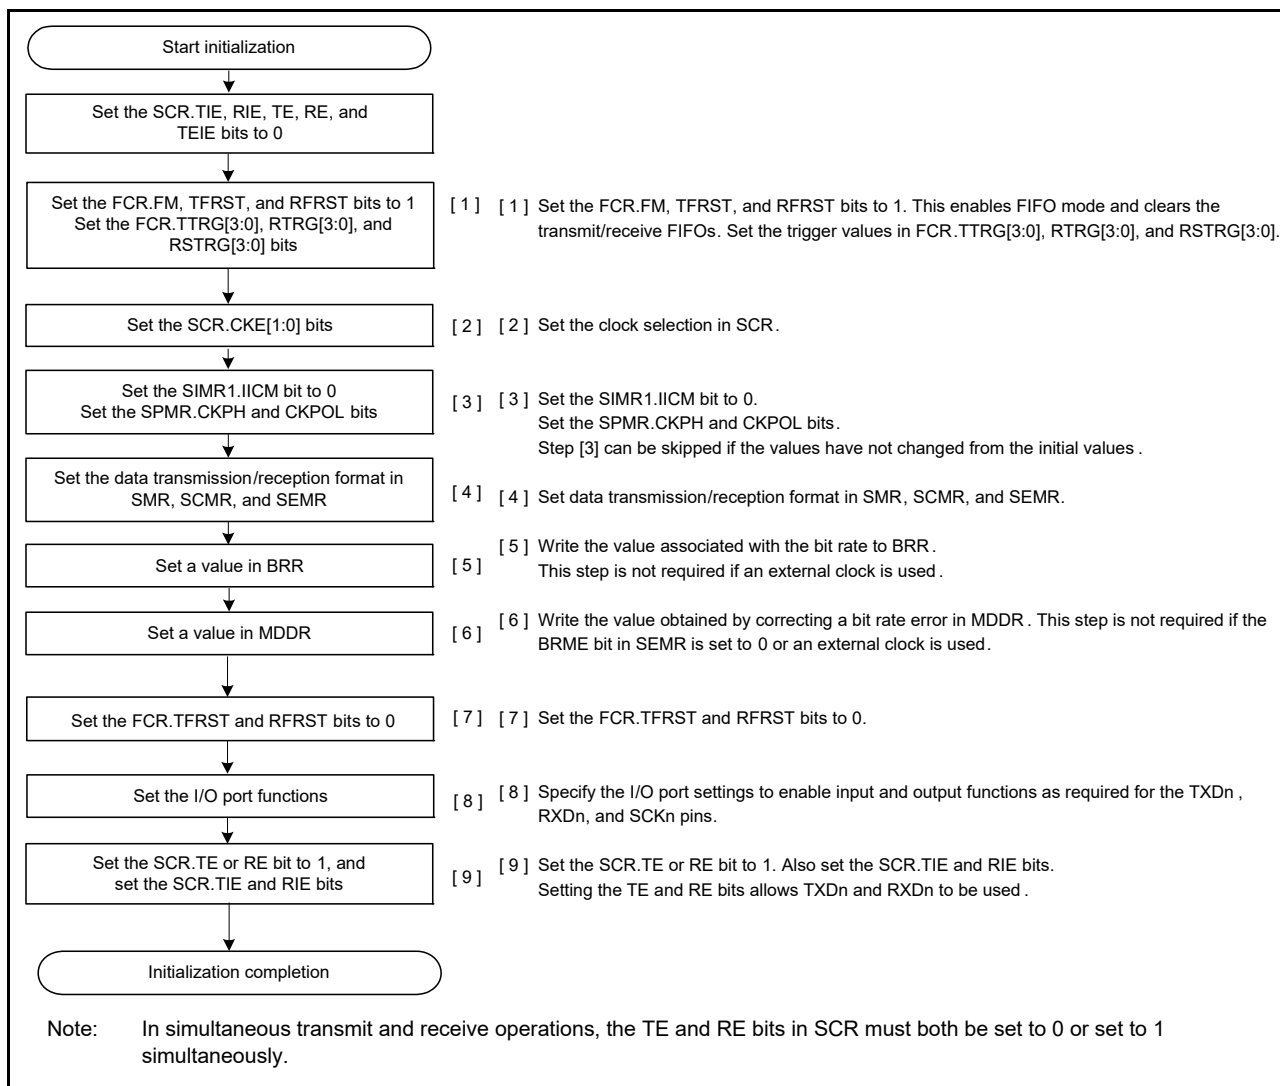 Start initialization
Set the SCR.TIE, RIE, TE, RE, and
TEIE bits to 0
Set the FCR.FM, TFRST, and RFRST bits to 1
Set the FCR.TTRG[3:0], RTRG[3:0], and
RSTRG[3:0] bits
[ 1 ]
[ 1 ] Set the FCR.FM, TFRST, and RFRST bits to 1. This enables FIFO mode and clears the
transmit/receive FIFOs. Set the trigger values in FCR.TTRG[3:0], RTRG[3:0], and RSTRG[3:0].
Set the SCR.CKE[1:0] bits
[ 2 ]
[ 2 ] Set the clock selection in SCR.
Set the SIMR1.IICM bit to 0
Set the SPMR.CKPH and CKPOL bits
[ 3 ]
[ 3 ] Set the SIMR1.IICM bit to 0.
Set the SPMR.CKPH and CKPOL bits.
Step [3] can be skipped if the values have not changed from the initial values.
Set the data transmission/reception format in
SMR, SCMR, and SEMR
[ 4 ]
[ 4 ] Set data transmission/reception format in SMR, SCMR, and SEMR.
Set a value in BRR
[ 5 ]
[ 5 ] Write the value associated with the bit rate to BRR.
This step is not required if an external clock is used.
Set a value in MDDR
[ 6 ]
[ 6 ] Write the value obtained by correcting a bit rate error in MDDR. This step is not required if the
BRME bit in SEMR is set to 0 or an external clock is used.
Set the FCR.TFRST and RFRST bits to 0
[ 7 ]
[ 7 ] Set the FCR.TFRST and RFRST bits to 0.
Set the I/O port functions
[ 8 ]
[ 8 ] Specify the I/O port settings to enable input and output functions as required for the TXDn,
RXDn, and SCKn pins.
Set the SCR.TE or RE bit to 1, and
set the SCR.TIE and RIE bits
[ 9 ]
[ 9 ] Set the SCR.TE or RE bit to 1. Also set the SCR.TIE and RIE bits.
Setting the TE and RE bits allows TXDn and RXDn to be used.
Initialization completion
Note: In simultaneous transmit and receive operations, the TE and RE bits in SCR must both be set to 0 or set to 1
simultaneously.